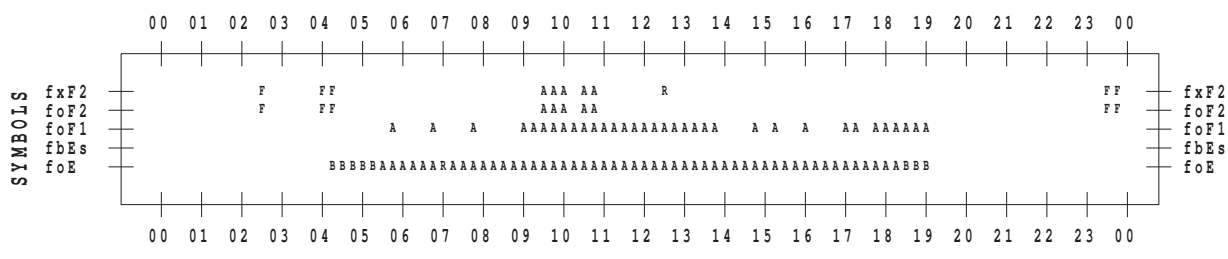 00 01 02 03 04 05 06 07 08 09 10 11 12 13 14 15 16 17 18 19 20 21 22 23 00
SYMBOLS
fxF2 F FF AAA AA R FF fxF2
foF2 F FF AAA AA FF foF2
foF1 A A A AAAAAAAAAAAAAAAAAAAA A A A AA AAAAAA foF1
fbEs fbEs
foE BBBBBAAAAAARAAAAAAAAAAAAAAAAAAAAAAAAAAAAAAAAAAAAAAAAAAAAABBB foE
00 01 02 03 04 05 06 07 08 09 10 11 12 13 14 15 16 17 18 19 20 21 22 23 00